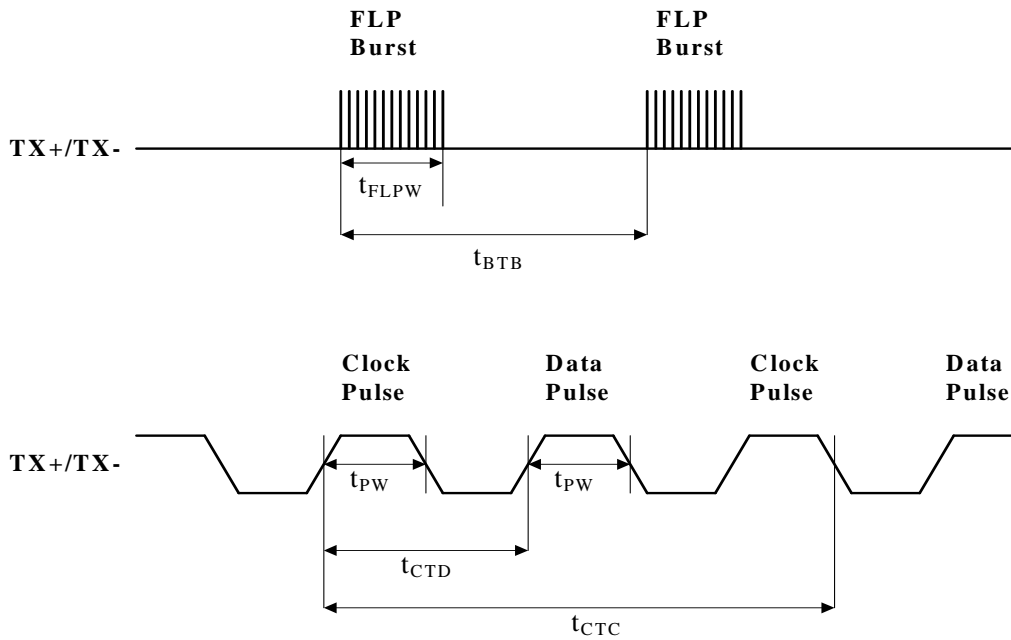 FLP
Burst
FLP
Burst
TX+/TX-
tFLPW
tBTB
Clock
Pulse
Data
Pulse
Clock
Pulse
Data
Pulse
TX+/TX-
tPW
tPW
tCTD
tCTC